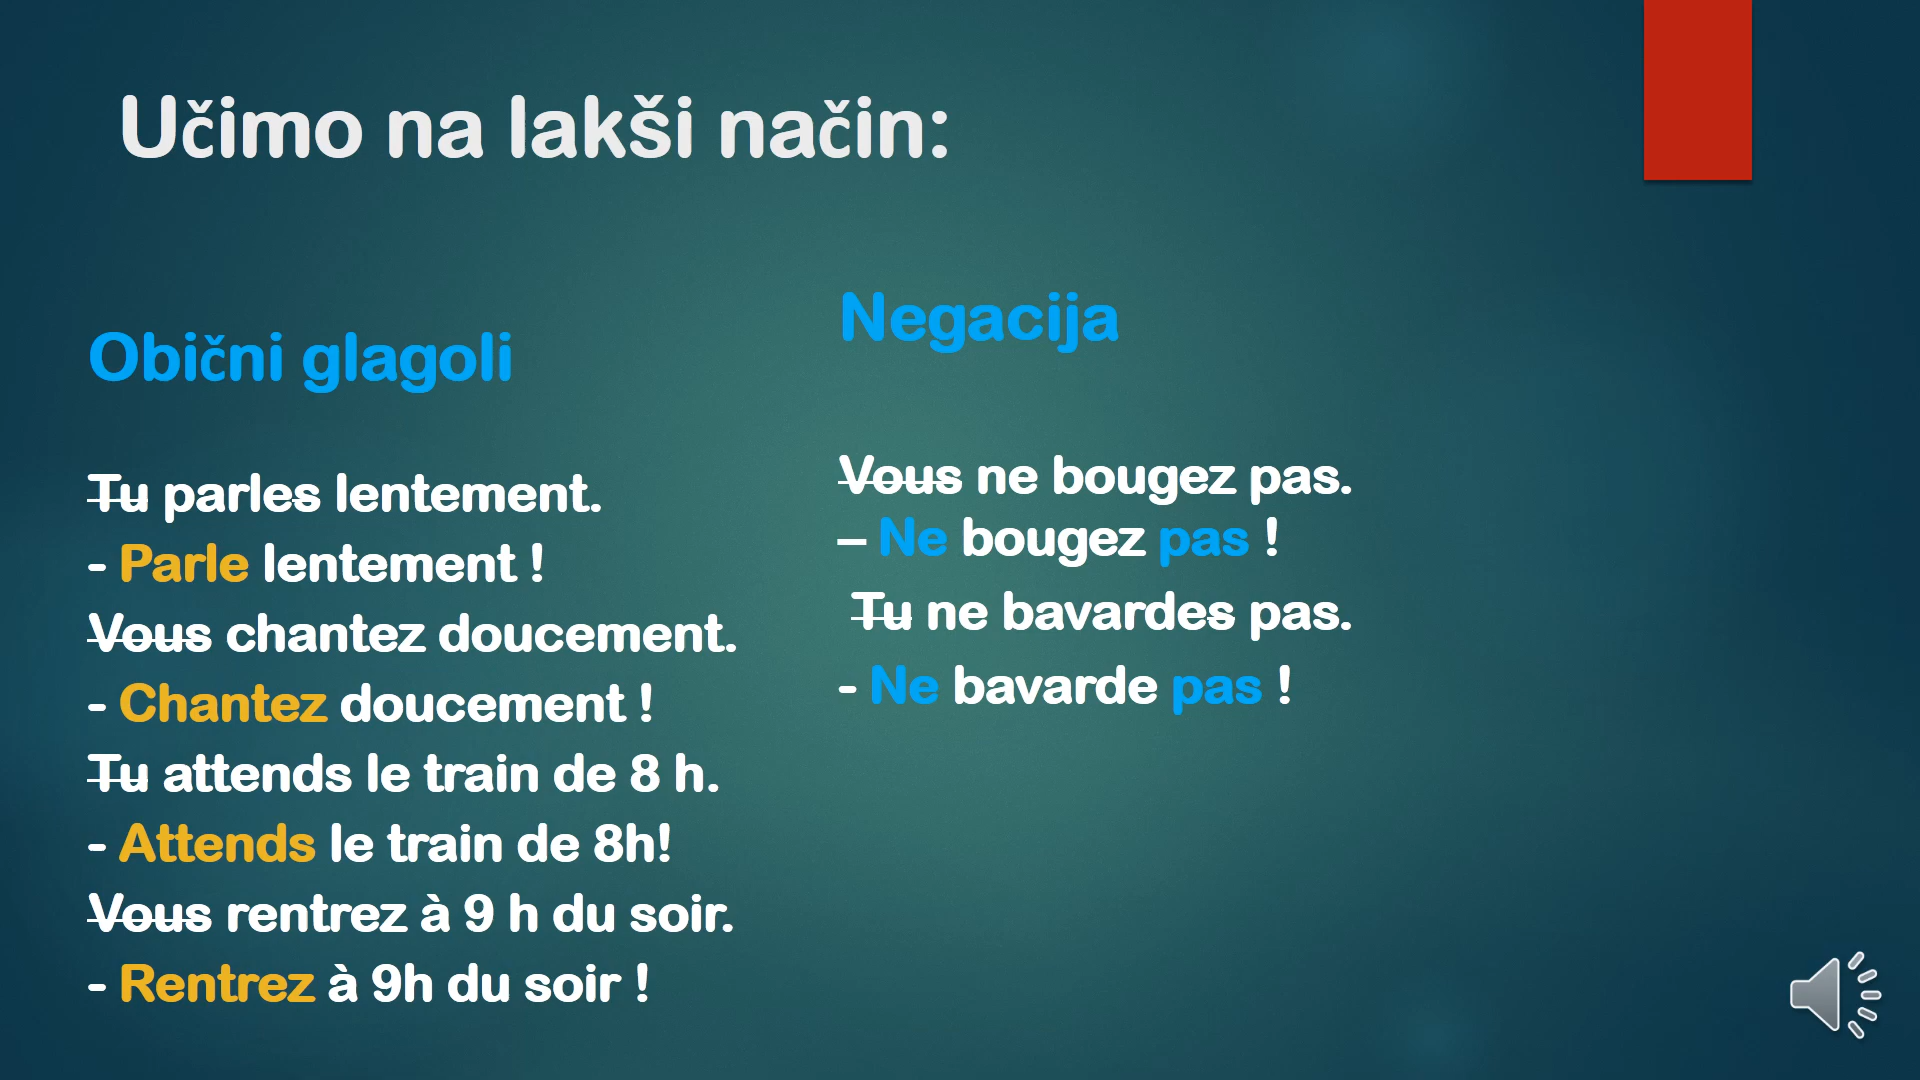 Učimo na lakši način:
Obični glagoli
Tu parles lentement.
- Parle lentement !
Vous chantez doucement.
- Chantez doucement !
Tu attends le train de 8 h.
- Attends le train de 8h!
Vous rentrez à 9 h du soir.
- Rentrez à 9h du soir !
Negacija
Vous ne bougez pas.
– Ne bougez pas !
Tu ne bavardes pas.
- Ne bavarde pas !